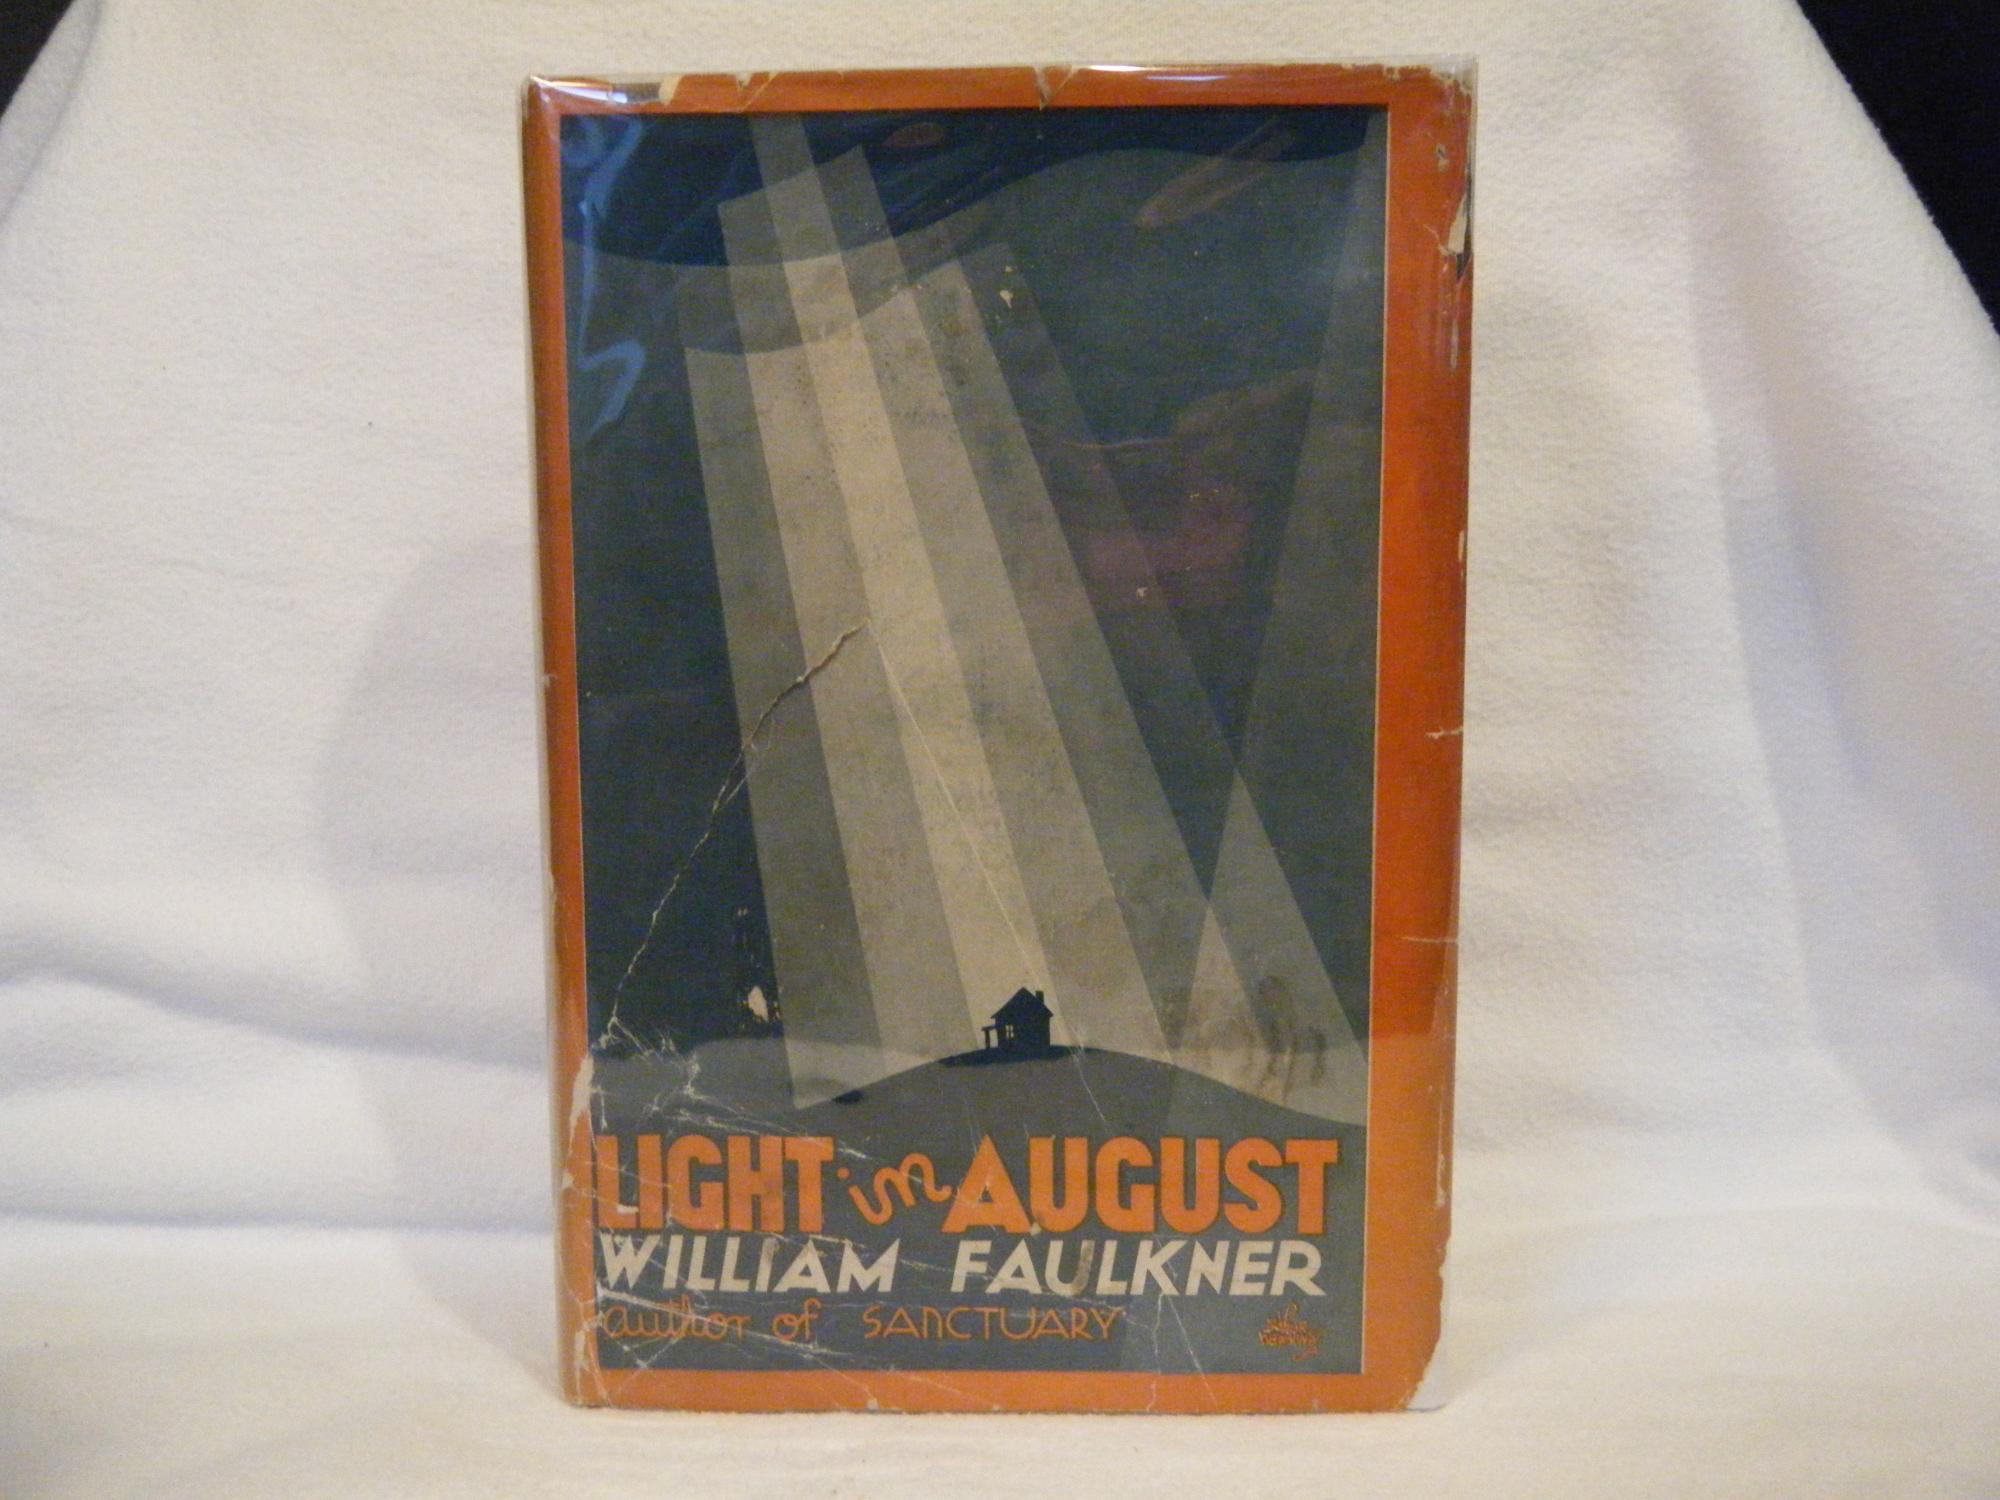 LIGHT in AUGUST
WILLIAM FAULKNER
author of SANCTUARY